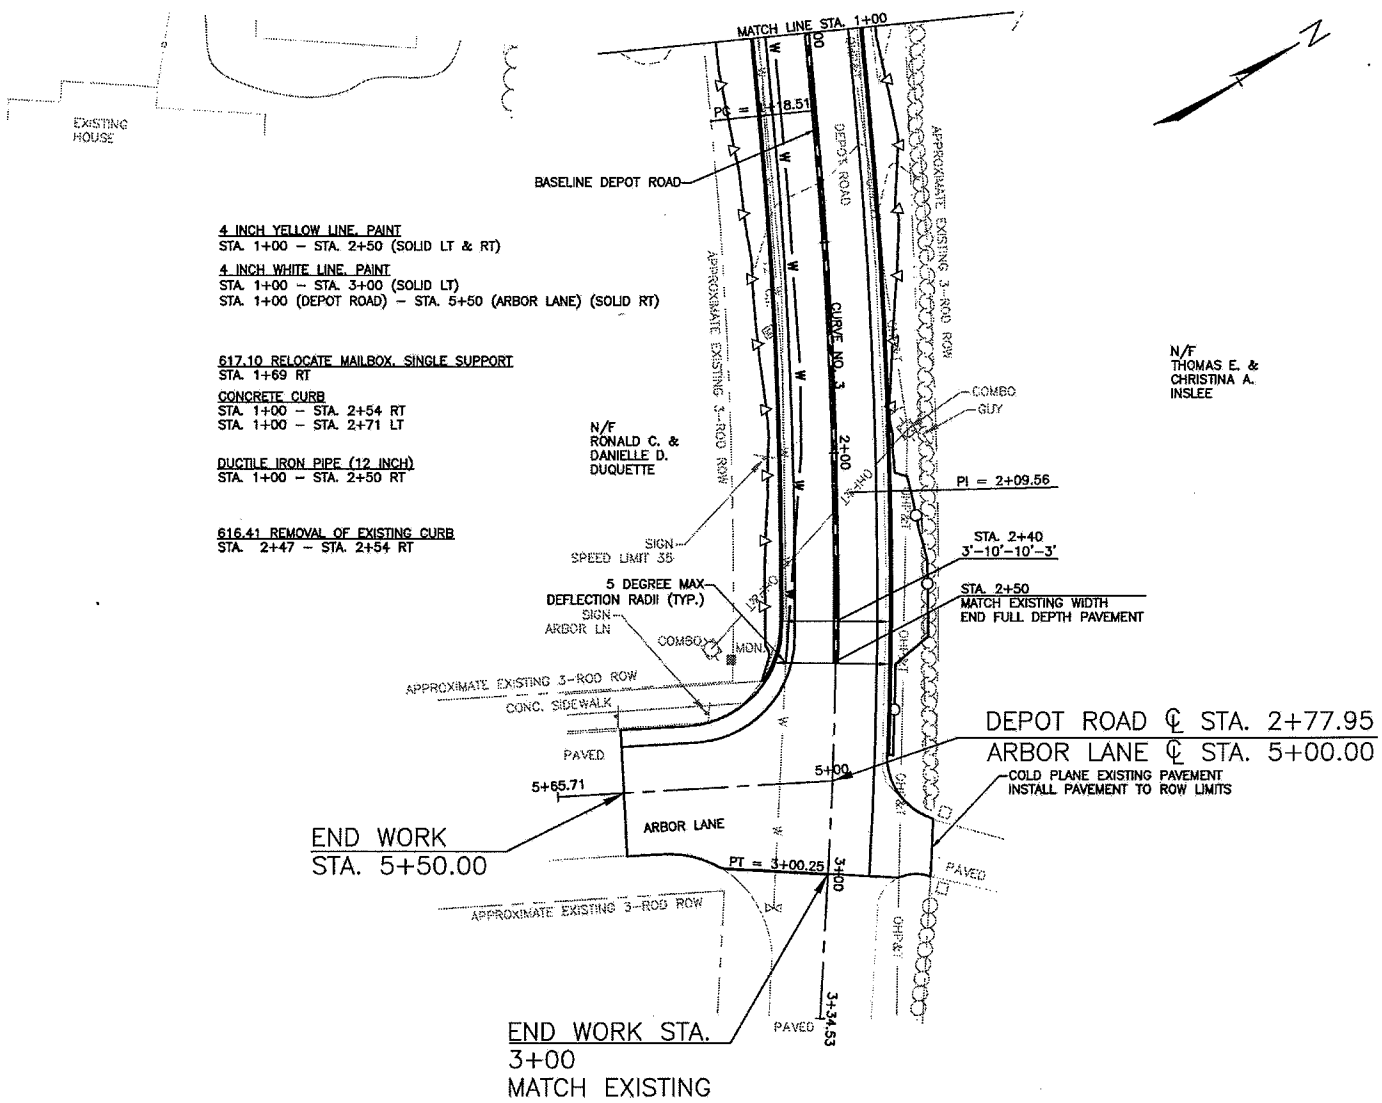 MATCH LINE STA. 1+00
N
00
EXISTING
HOUSE
DEPOT ROAD
APPROXIMATE EXISTING 3-ROD ROW
BASELINE DEPOT ROAD
4 INCH YELLOW LINE, PAINT
STA. 1+00 - STA. 2+50 (SOLID LT & RT)
4 INCH WHITE LINE, PAINT
STA. 1+00 - STA. 3+00 (SOLID LT)
STA. 1+00 (DEPOT ROAD) - STA. 5+50 (ARBOR LANE) (SOLID RT)
617.10 RELOCATE MAILBOX, SINGLE SUPPORT
STA. 1+69 RT
CONCRETE CURB
STA. 1+00 - STA. 2+54 RT
STA. 1+00 - STA. 2+71 LT
DUCTILE IRON PIPE (12 INCH)
STA. 1+00 - STA. 2+50 RT
616.41 REMOVAL OF EXISTING CURB
STA. 2+47 - STA. 2+54 RT
APPROXIMATE EXISTING 3-ROD ROW
W
W
W
W
W
CURVE NO. 3
2+00
N/F
THOMAS E. &
CHRISTINA A.
INSLEE
COMBO
GUY
N/F
RONALD C. &
DANIELLE D.
DUQUETTE
OHP&T
PI = 2+09.56
OHP&T
SIGN
SPEED LIMIT 35
STA. 2+40
3'-10'-10'-3'
5 DEGREE MAX
DEFLECTION RADII (TYP.)
STA. 2+50
MATCH EXISTING WIDTH
END FULL DEPTH PAVEMENT
SIGN
ARBOR LN
COMBO
MON.
OHP&T
APPROXIMATE EXISTING 3-ROD ROW
CONC. SIDEWALK
W
DEPOT ROAD ℄ STA. 2+77.95
ARBOR LANE ℄ STA. 5+00.00
PAVED
5+00
COLD PLANE EXISTING PAVEMENT
INSTALL PAVEMENT TO ROW LIMITS
5+65.71
OHP&T
W
ARBOR LANE
END WORK
STA. 5+50.00
PT = 3+00.25
3+00
PAVED
APPROXIMATE EXISTING 3-ROD ROW
OHP&T
3+34.53
PAVED
END WORK STA.
3+00
MATCH EXISTING